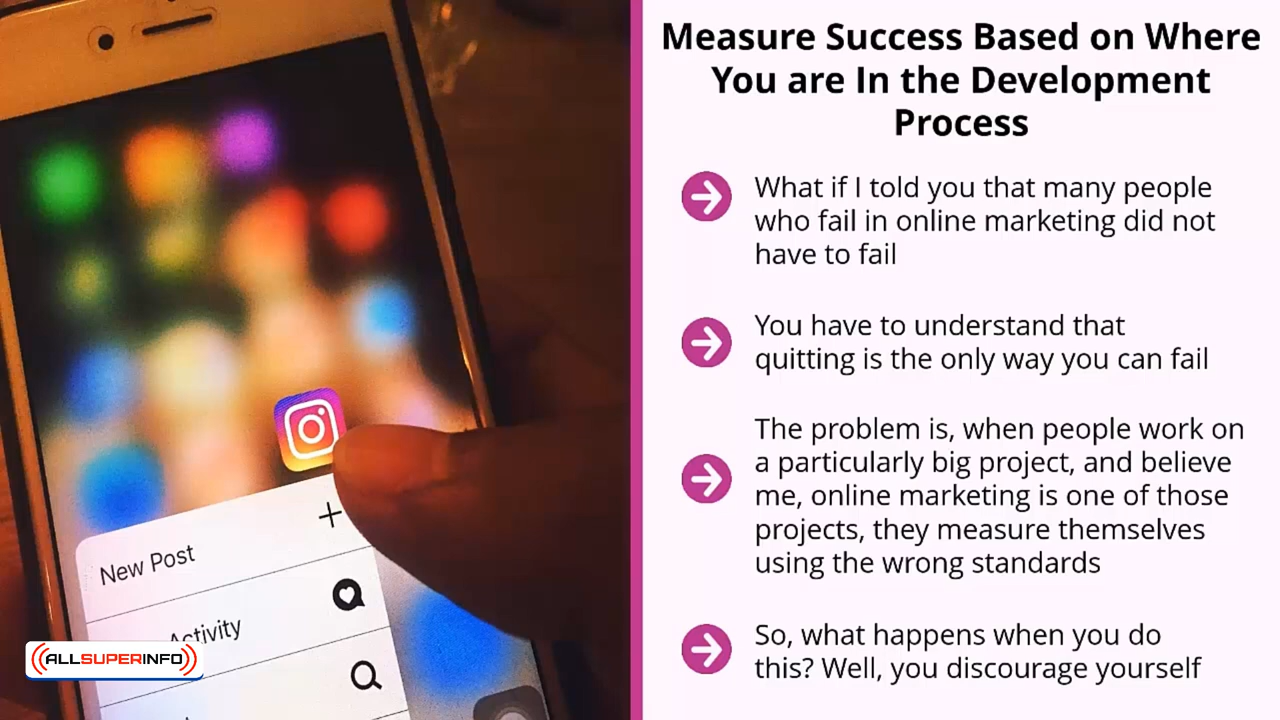 Measure Success Based on Where
You are In the Development
Process
What if I told you that many people
who fail in online marketing did not
have to fail
You have to understand that
quitting is the only way you can fail
The problem is, when people work on
a particularly big project, and believe
me, online marketing is one of those
projects, they measure themselves
using the wrong standards
So, what happens when you do
this? Well, you discourage yourself
New Post
Activity
ALLSUPERINFO